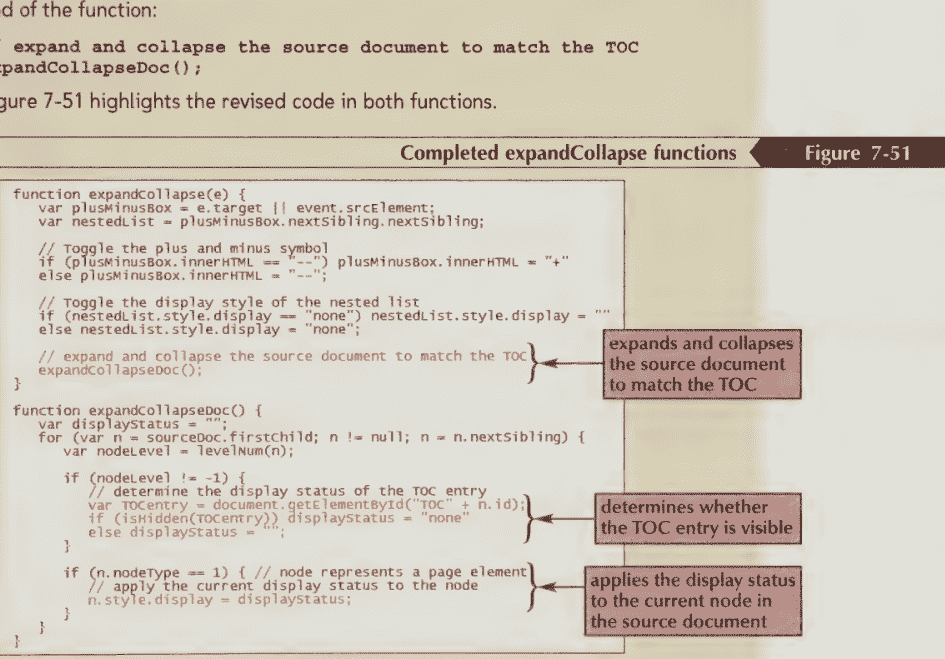 d of the function:
expand and collapse the source document to match the TOC
pandCollapseDoc();
gure 7-51 highlights the revised code in both functions.
Completed expandCollapse functions
Figure 7-51
function expandCollapse(e) {
var plusMinusBox = e.target || event.srcElement;
var nestedList = plusMinusBox.nextSibling.nextSibling;
// Toggle the plus and minus symbol
if (plusMinusBox.innerHTML == "--") plusMinusBox.innerHTML = "+"
else plusMinusBox.innerHTML = "--";
// Toggle the display style of the nested list
if (nestedList.style.display == "none") nestedList.style.display = ""
else nestedList.style.display = "none";
// expand and collapse the source document to match the TOC
expandCollapseDoc();
}
expands and collapses
the source document
to match the TOC
function expandCollapseDoc() {
var displayStatus = "";
for (var n = sourceDoc.firstChild; n != null; n = n.nextSibling) {
var nodeLevel = levelNum(n);
if (nodeLevel != -1) {
// determine the display status of the TOC entry
var TOCentry = document.getElementById("TOC" + n.id);
if (isHidden(TOCentry)) displayStatus = "none"
else displayStatus = "";
}
determines whether
the TOC entry is visible
if (n.nodeType == 1) { // node represents a page element
// apply the current display status to the node
n.style.display = displayStatus;
}
}
}
applies the display status
to the current node in
the source document